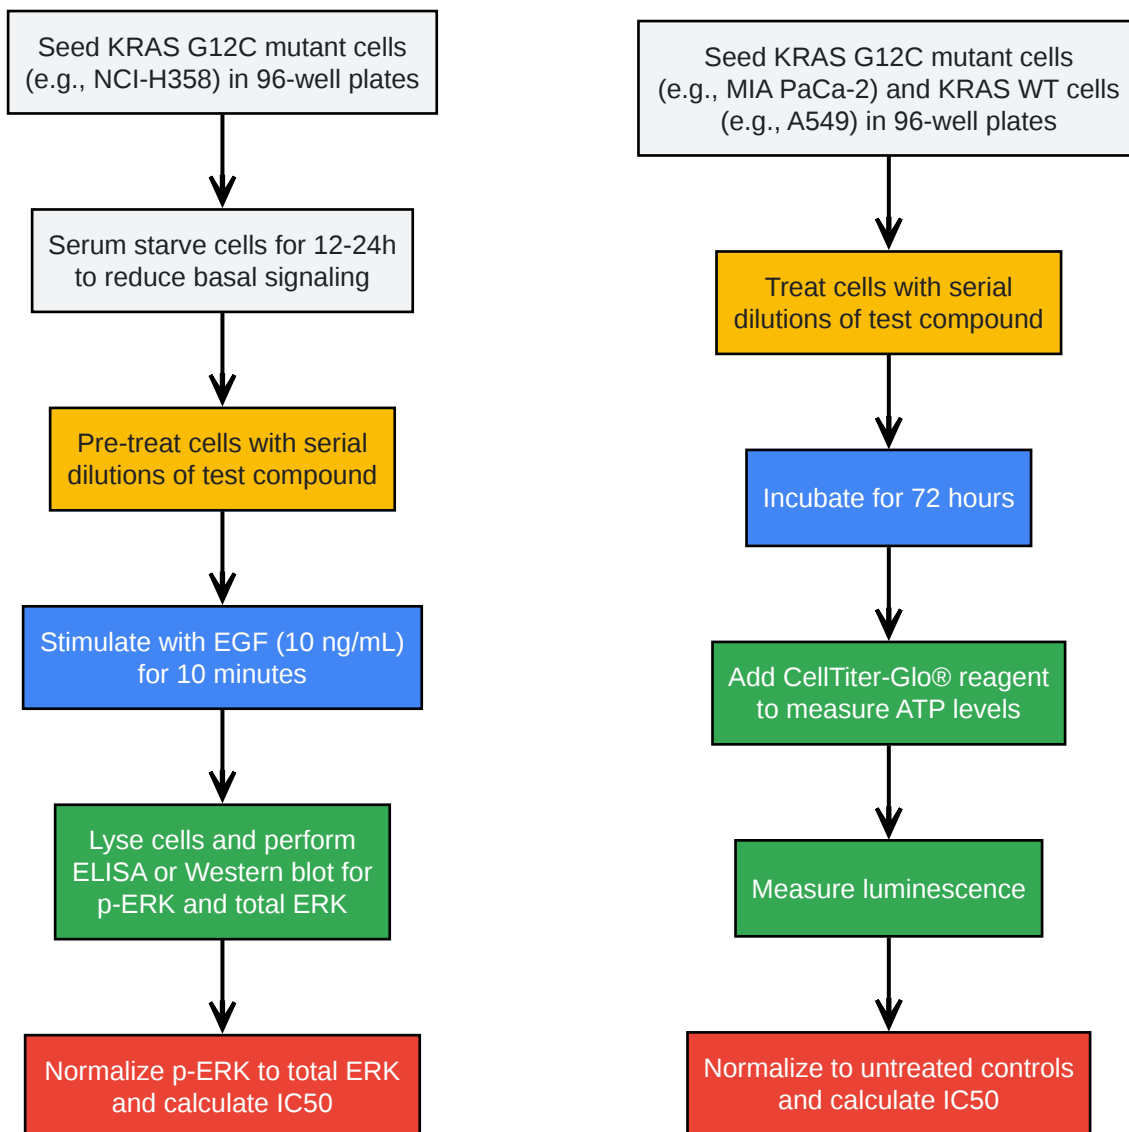 Seed KRAS G12C mutant cells
(e.g., NCI-H358) in 96-well plates
Serum starve cells for 12-24h
to reduce basal signaling
Pre-treat cells with serial
dilutions of test compound
Stimulate with EGF (10 ng/mL)
for 10 minutes
Lyse cells and perform
ELISA or Western blot for
p-ERK and total ERK
Normalize p-ERK to total ERK
and calculate IC50
Seed KRAS G12C mutant cells
(e.g., MIA PaCa-2) and KRAS WT cells
(e.g., A549) in 96-well plates
Treat cells with serial
dilutions of test compound
Incubate for 72 hours
Add CellTiter-Glo® reagent
to measure ATP levels
Measure luminescence
Normalize to untreated controls
and calculate IC50